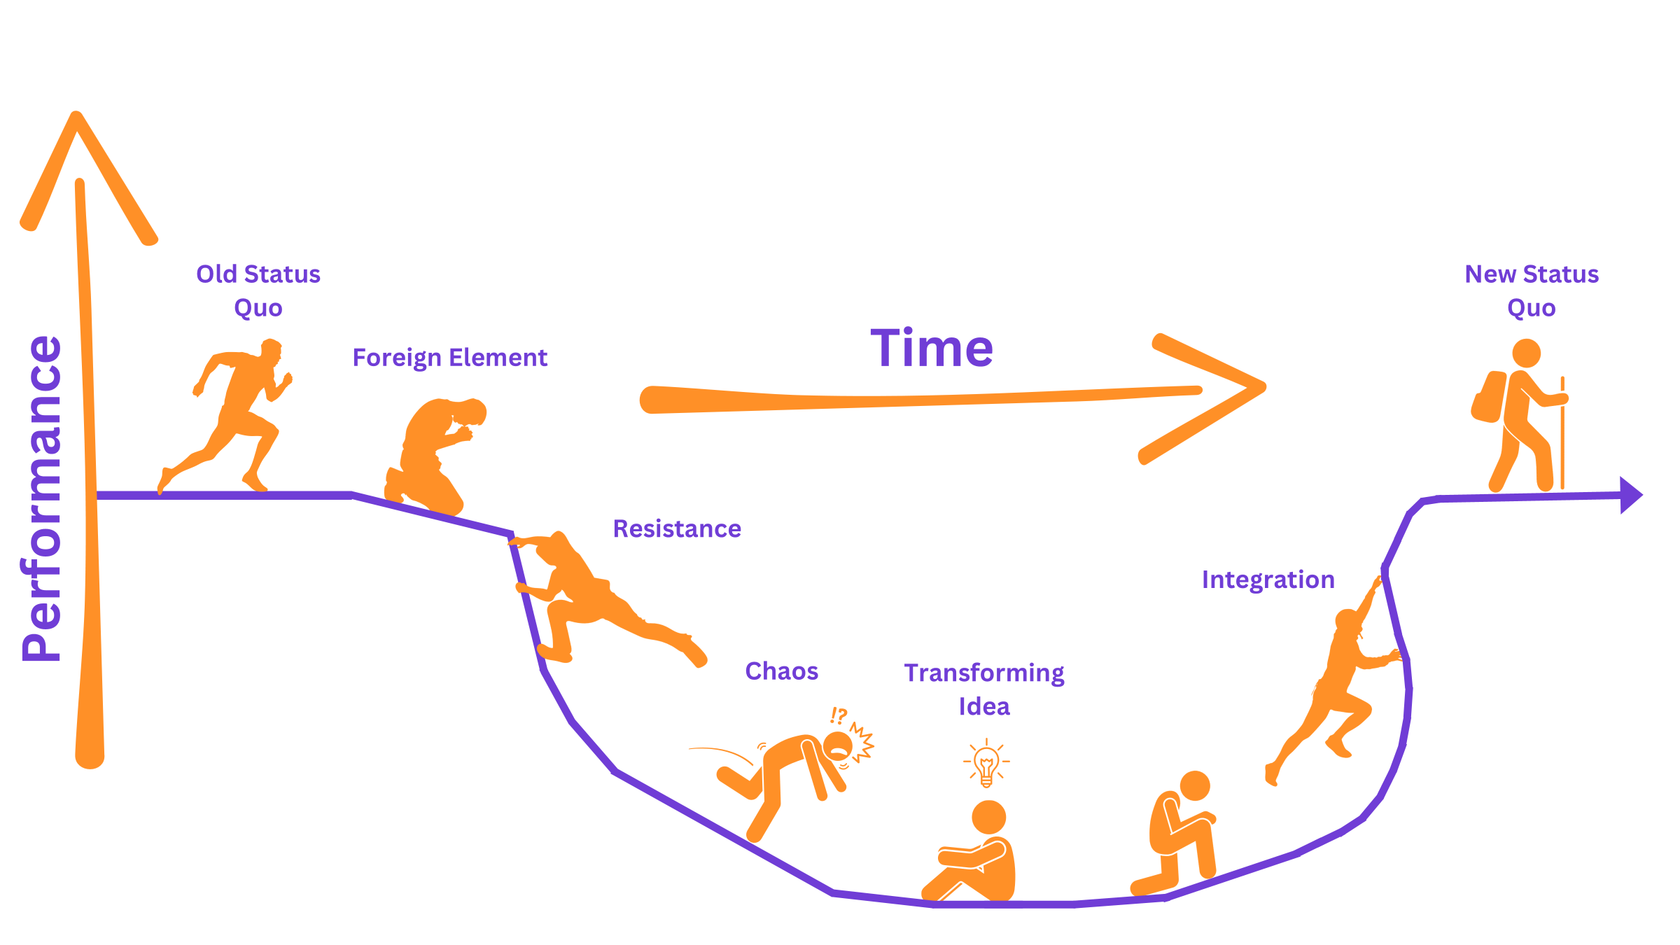 Performance
Old Status
Quo
Foreign Element
Time
New Status
Quo
Resistance
Integration
Chaos
Transforming
Idea
!?